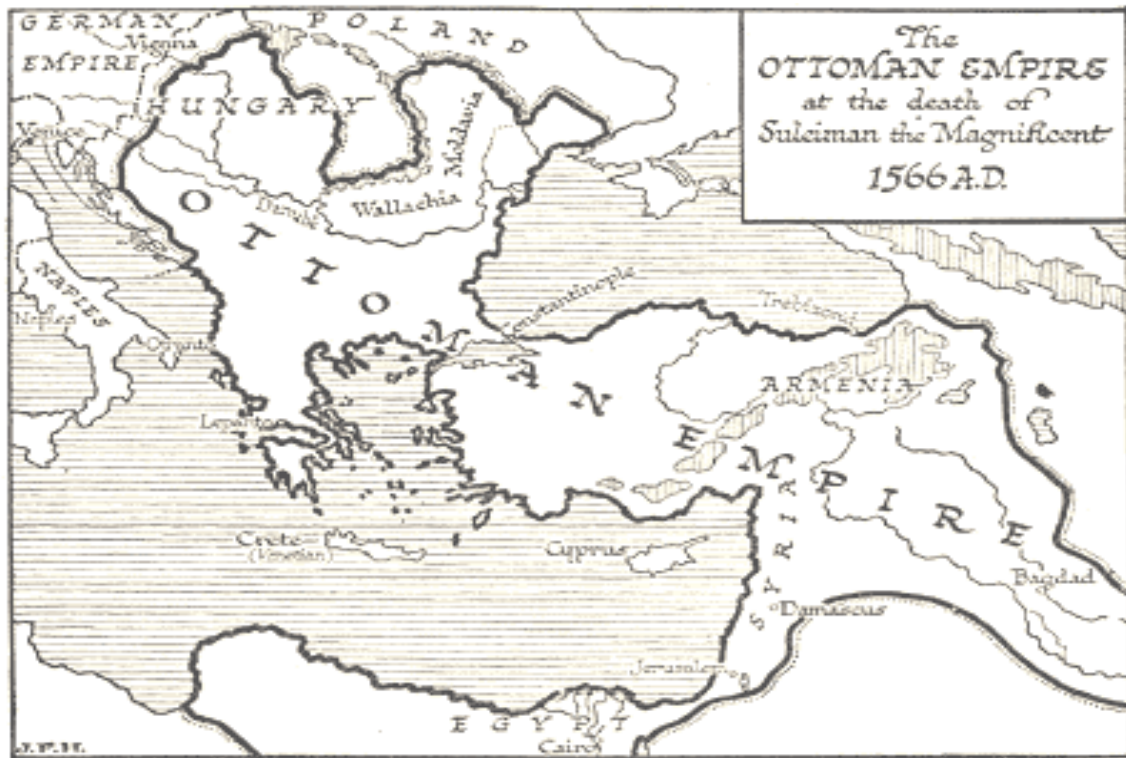 The
OTTOMAN EMPIRE
at the death of
Suleiman the Magnificent
1566 A.D.
GERMAN
EMPIRE
POLAND
Vienna
HUNGARY
Venice
Moldavia
Wallachia
Danube
OTTOMAN EMPIRE
NAPLES
Naples
Otranto
Constantinople
Trebizond
ARMENIA
Lepanto
Crete
(Venetian)
Cyprus
SYRIA
Bagdad
Damascus
Jerusalem
EGYPT
Cairo
J.F.H.